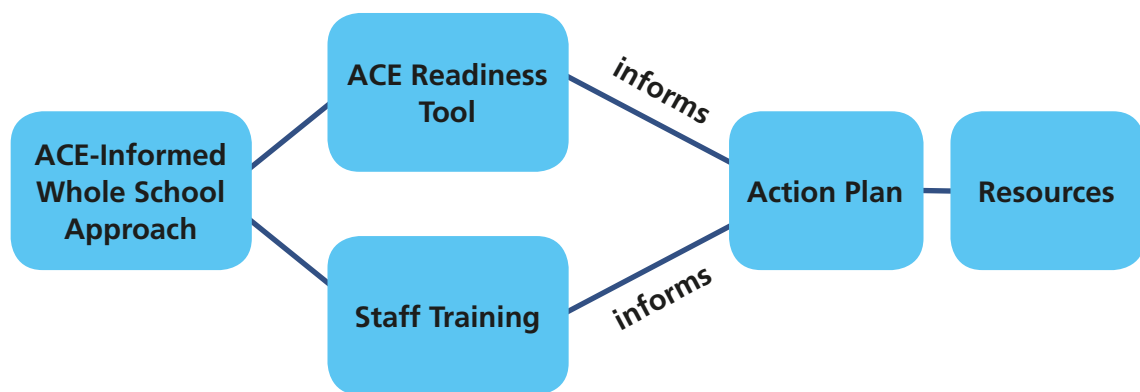 ACE-Informed
Whole School
Approach
ACE Readiness
Tool
Staff Training
informs
informs
Action Plan
Resources